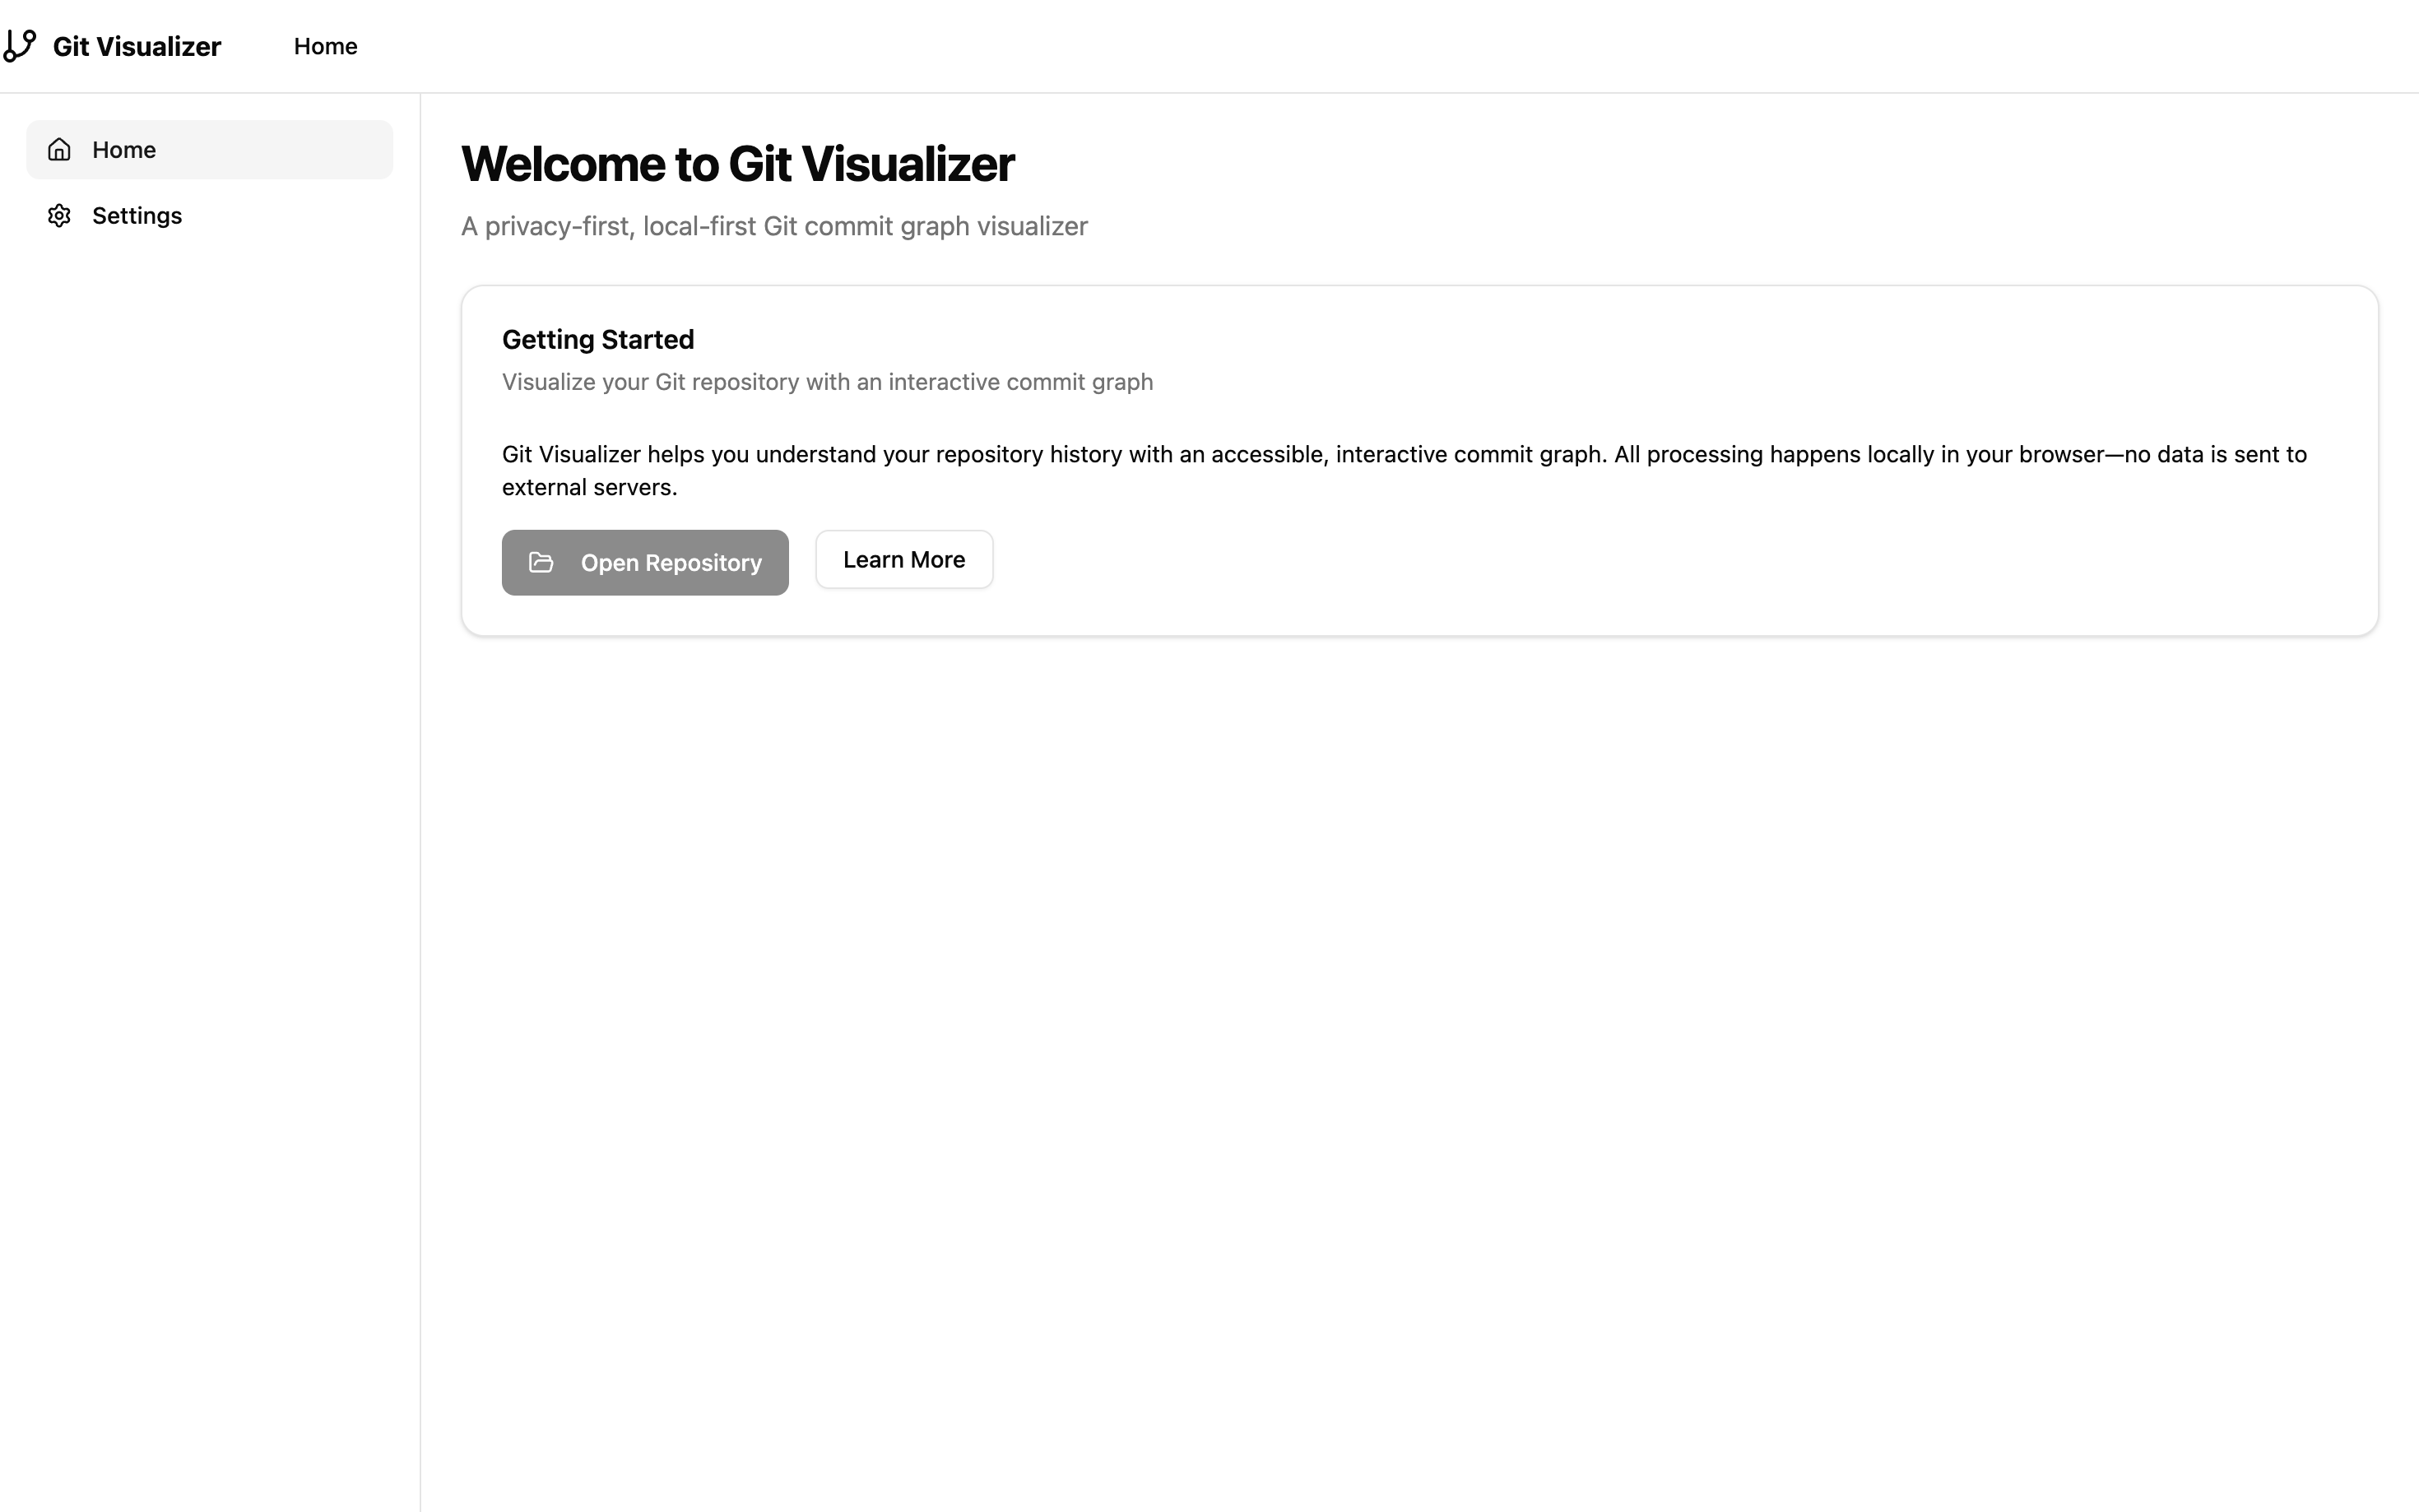 Git Visualizer
Home
Home
Settings
Welcome to Git Visualizer
A privacy-first, local-first Git commit graph visualizer
Getting Started
Visualize your Git repository with an interactive commit graph
Git Visualizer helps you understand your repository history with an accessible, interactive commit graph. All processing happens locally in your browser—no data is sent to
external servers.
Open Repository
Learn More